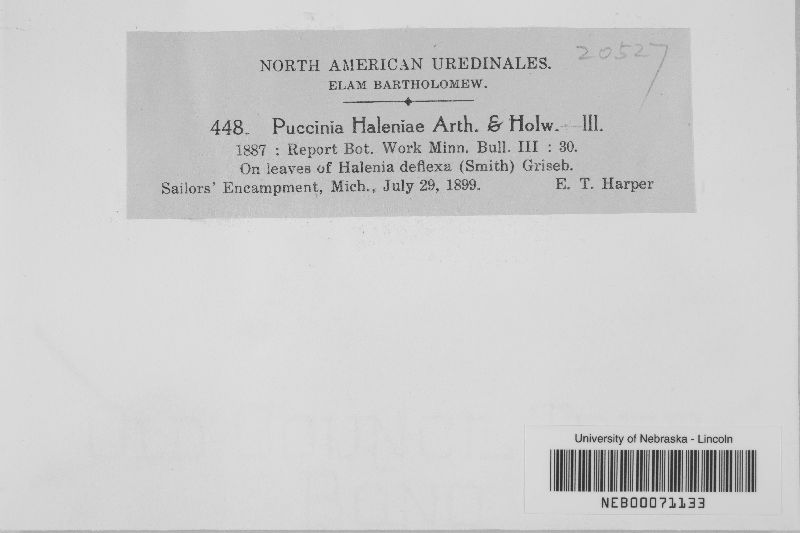 20527
NORTH AMERICAN UREDINALES.
ELAM BARTHOLOMEW.
448. Puccinia Haleniae Arth. & Holw. — III.
1887 : Report Bot. Work Minn. Bull. III : 30.
On leaves of Halenia deflexa (Smith) Griseb.
Sailors' Encampment, Mich., July 29, 1899. E. T. Harper
University of Nebraska - Lincoln
NEB00071133